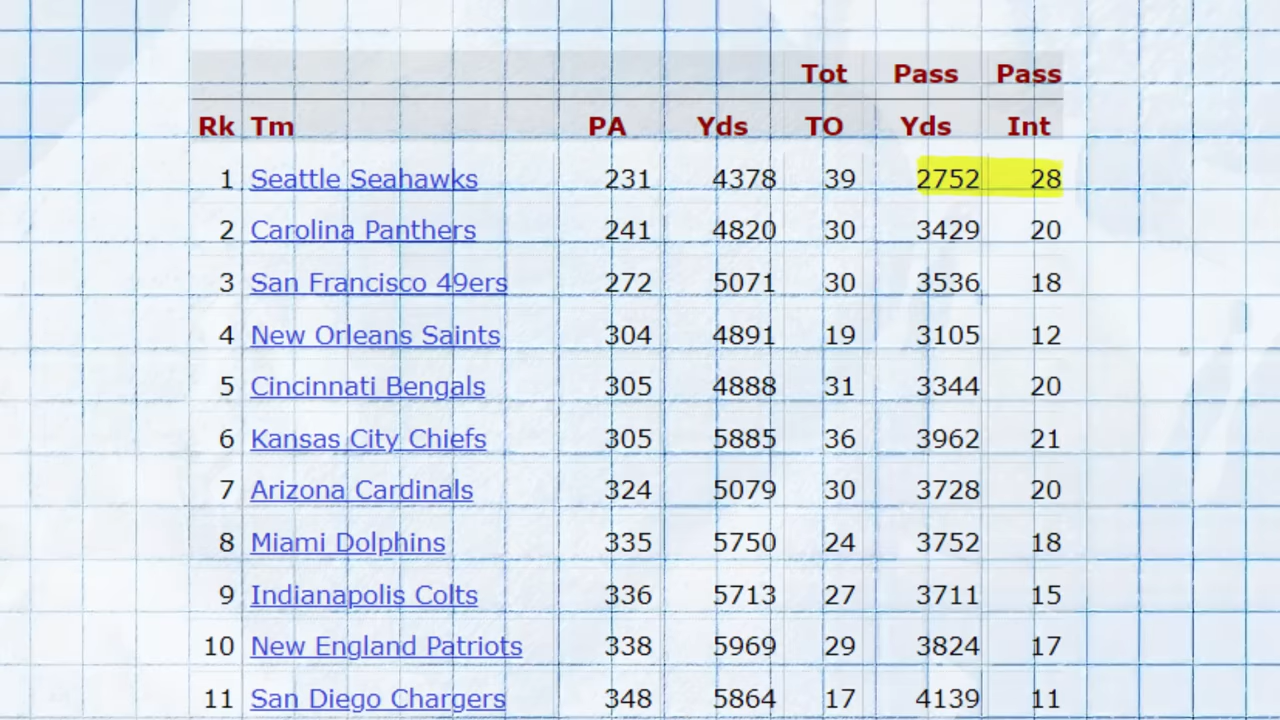 Tot Pass Pass
Rk Tm PA Yds TO Yds Int
1 Seattle Seahawks 231 4378 39 2752 28
2 Carolina Panthers 241 4820 30 3429 20
3 San Francisco 49ers 272 5071 30 3536 18
4 New Orleans Saints 304 4891 19 3105 12
5 Cincinnati Bengals 305 4888 31 3344 20
6 Kansas City Chiefs 305 5885 36 3962 21
7 Arizona Cardinals 324 5079 30 3728 20
8 Miami Dolphins 335 5750 24 3752 18
9 Indianapolis Colts 336 5713 27 3711 15
10 New England Patriots 338 5969 29 3824 17
11 San Diego Chargers 348 5864 17 4139 11